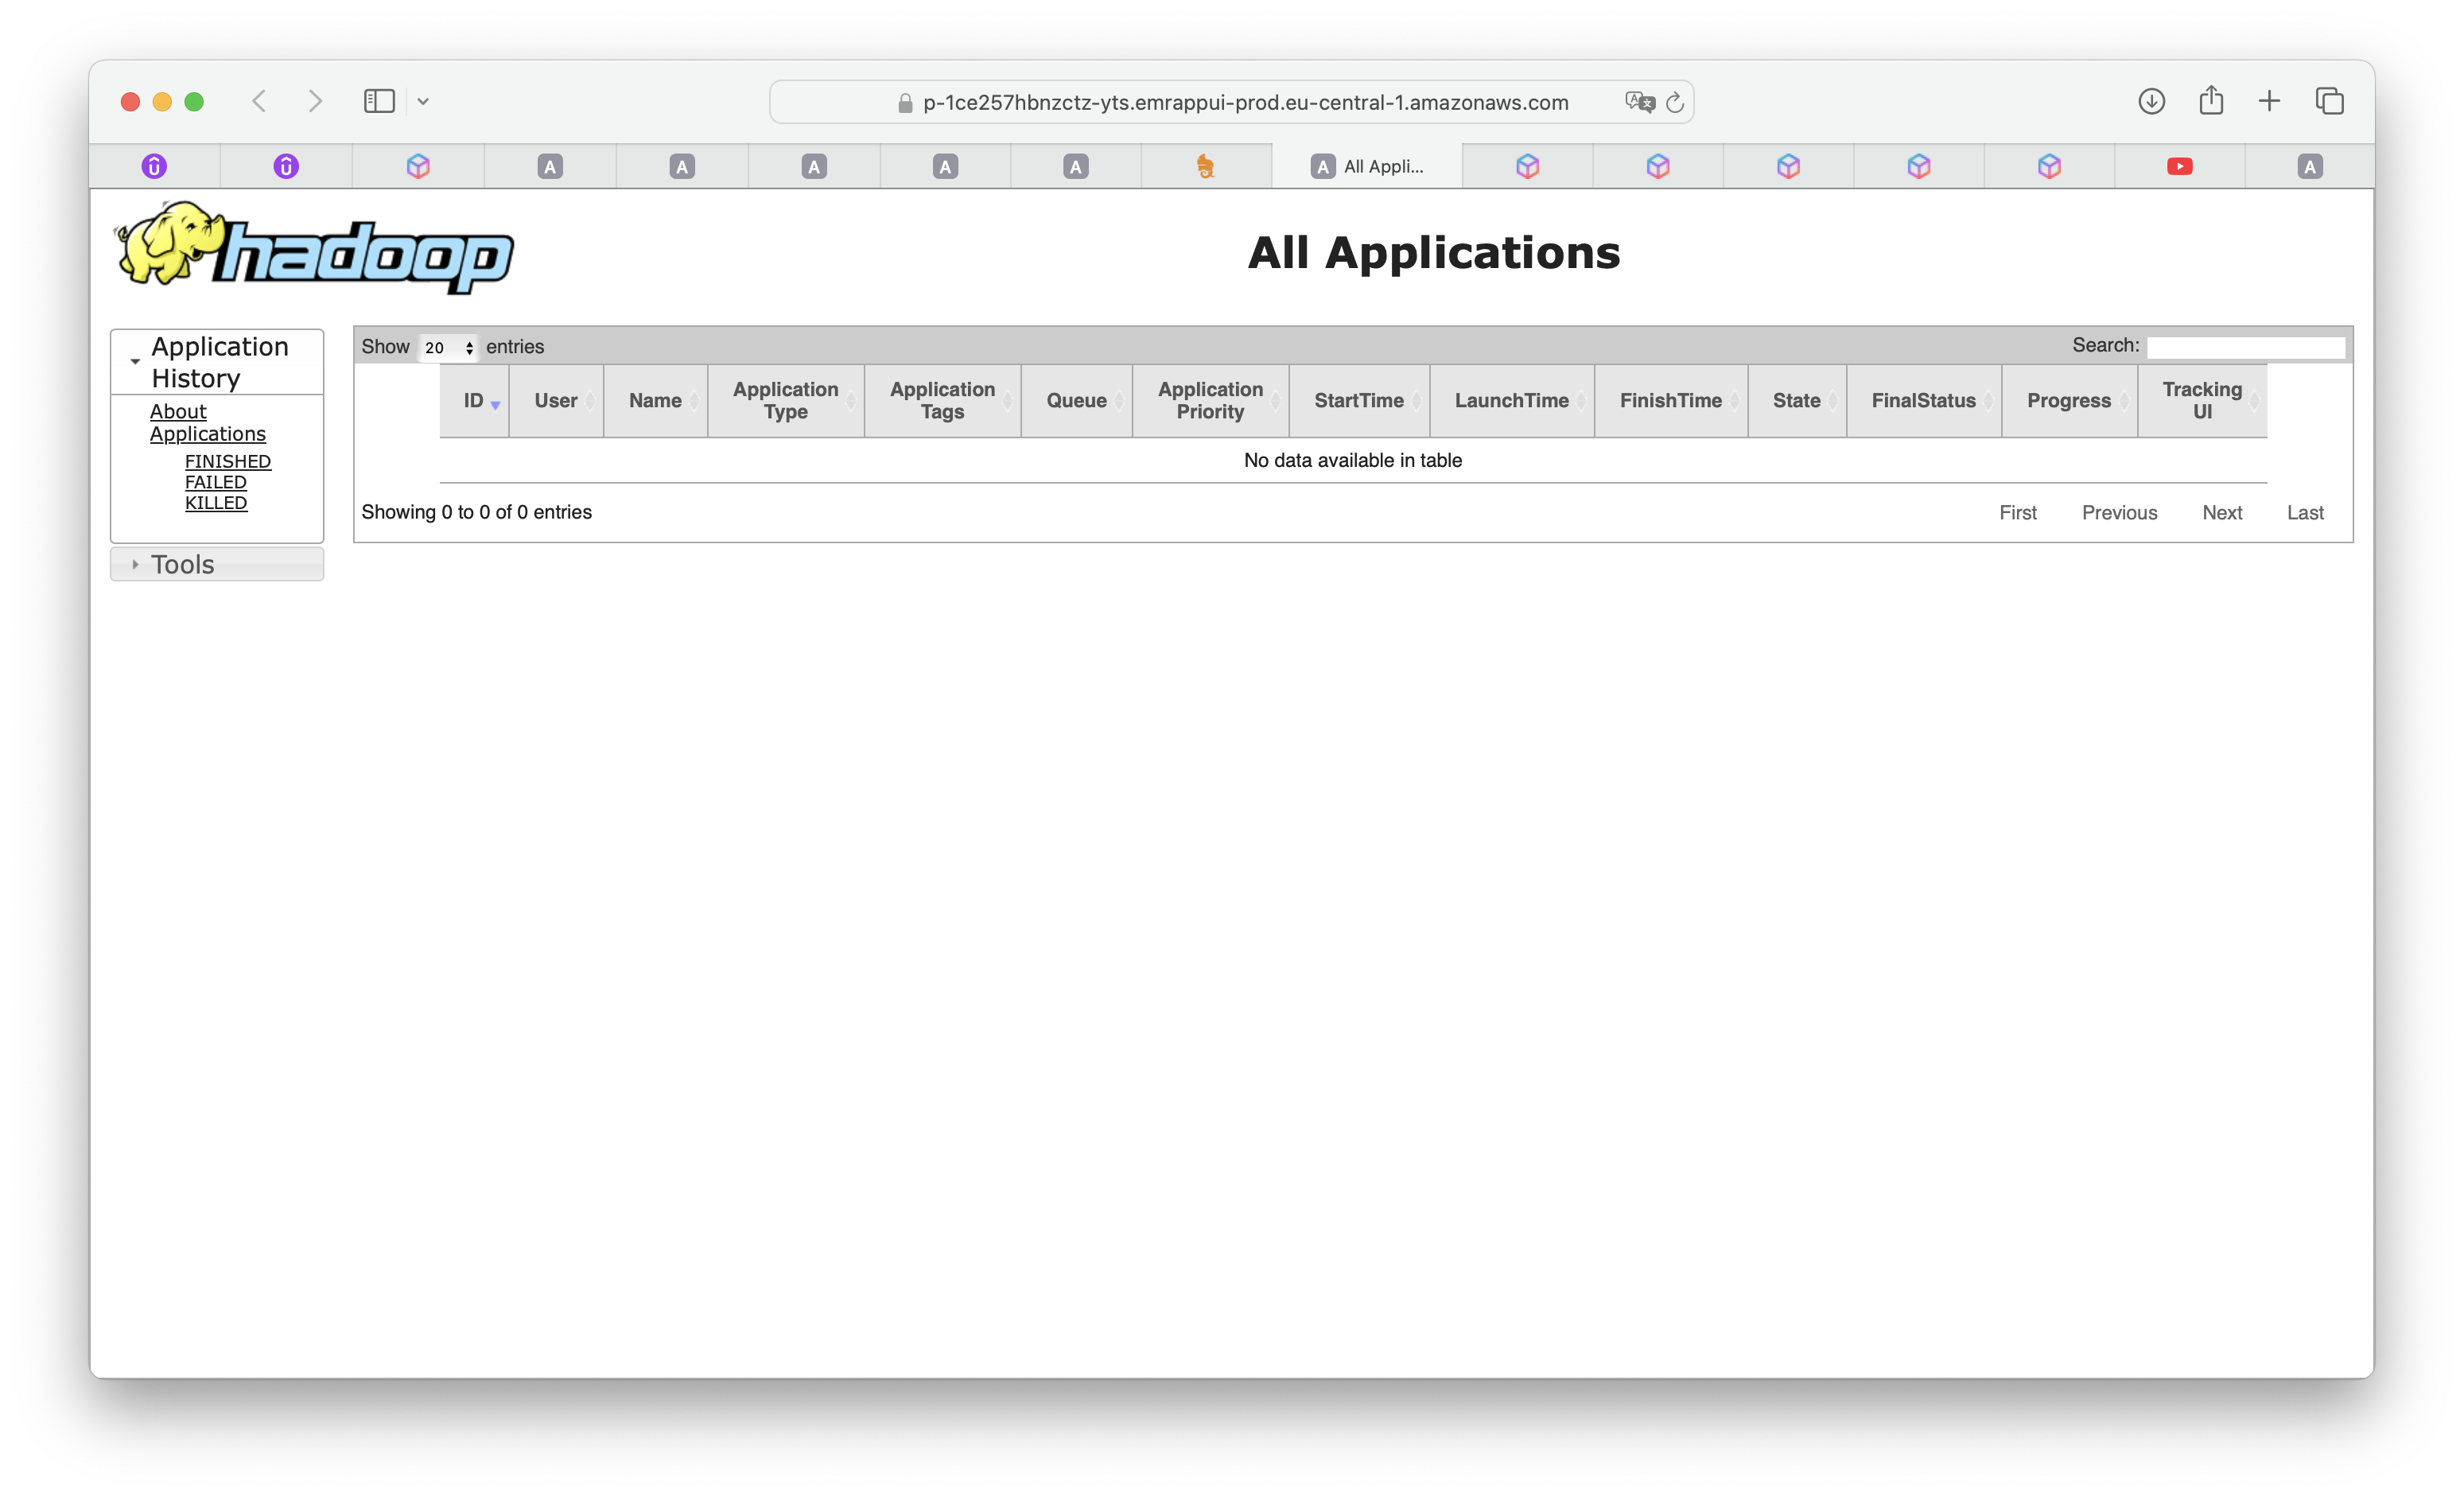 p-1ce257hbnzctz-yts.emrappui-prod.eu-central-1.amazonaws.com
A
A
A
A
A
A All Appli...
A
hadoop
All Applications
Application
History
About
Applications
FINISHED
FAILED
KILLED
Tools
Show 20 entries
Search:
ID User Name Application Type Application Tags Queue Application Priority StartTime LaunchTime FinishTime State FinalStatus Progress Tracking UI
No data available in table
Showing 0 to 0 of 0 entries
First Previous Next Last